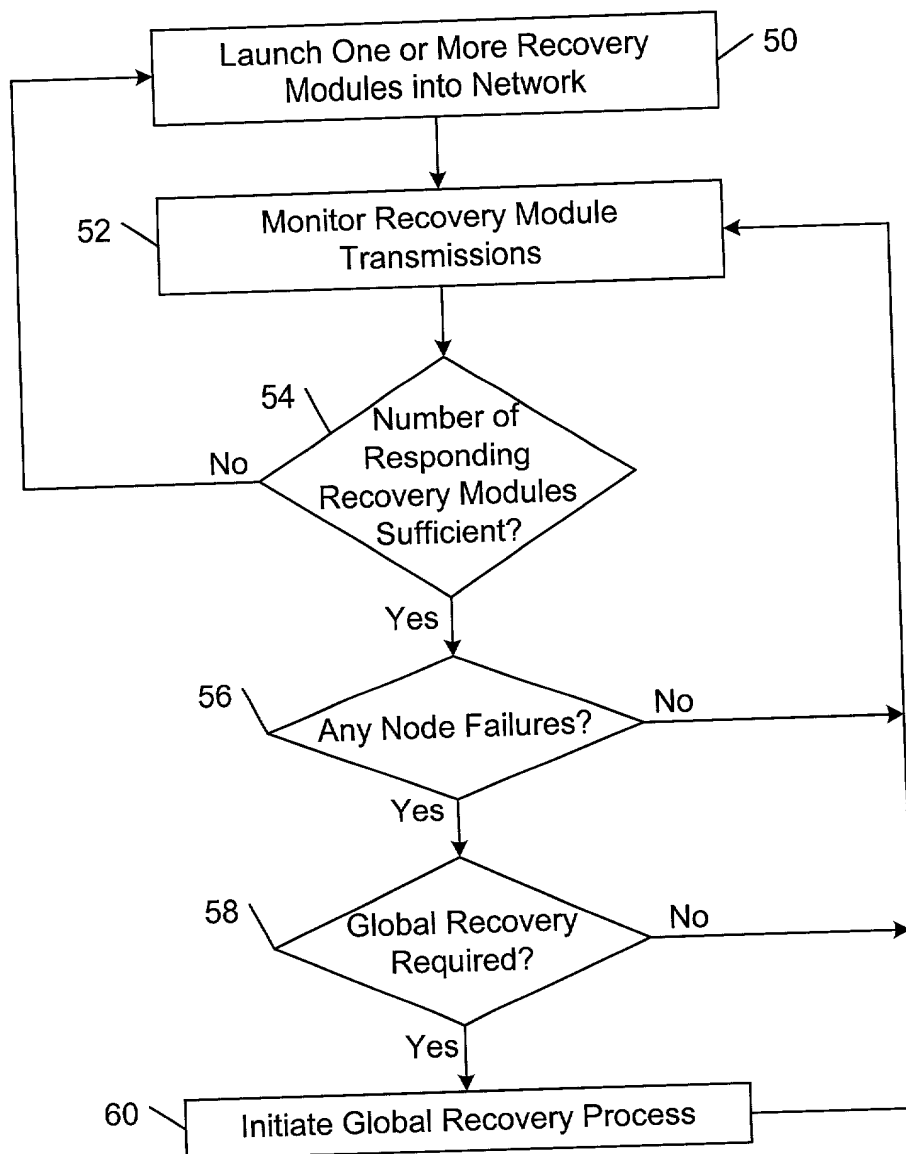 Launch One or More Recovery
Modules into Network
50
52
Monitor Recovery Module
Transmissions
54
Number of
Responding
Recovery Modules
Sufficient?
No
Yes
56
Any Node Failures?
No
Yes
58
Global Recovery
Required?
No
Yes
60
Initiate Global Recovery Process